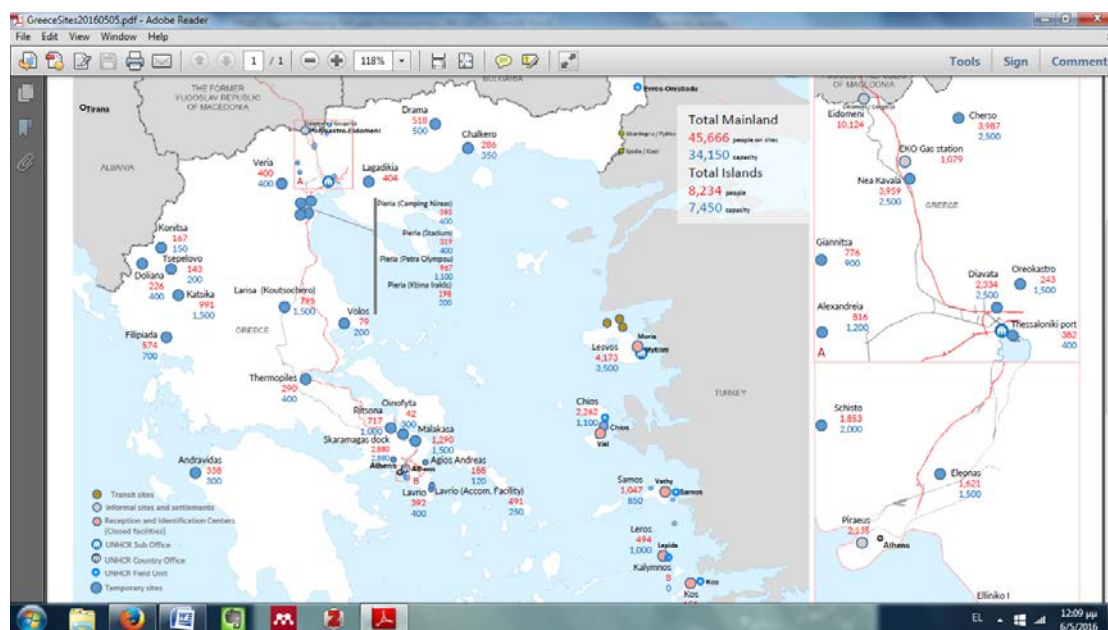 GreeceSites20160505.pdf - Adobe Reader
File Edit View Window Help
1 / 1 118% Tools Sign Comment
THE FORMER
YUGOSLAV REPUBLIC
OF MACEDONIA
BULGARIA
Tirana
ALBANIA
Polykastro-Eidomeni
Evros-Orestiada
Drama
518
500
Chalkero
286
350
Veria
400
400
A
Lagadikia
404
Total Mainland
45,666 people on sites
34,150 capacity
Total Islands
8,234 people
7,450 capacity
Pieria (Camping Nireas)
393
400
Pieria (Stadium)
319
400
Pieria (Petra Olympou)
967
1,100
Pieria (Ktima Iraklis)
198
200
Konitsa
167
150
Tsepelovo
143
200
Doliana
226
400
Katsika
991
1,500
Larisa (Koutsochero)
795
1,500
Volos
79
200
GREECE
Filipiada
574
700
Thermopiles
290
400
Lesvos
4,173
3,500
Moria
Mytilini
TURKEY
Oinofyta
42
300
Ritsona
717
1,000
Malakasa
1,290
1,500
Skaramagas dock
2,880
Athens
Athens
B
Agios Andreas
188
120
Lavrio
392
400
Lavrio (Accom. Facility)
491
250
Andravidas
338
300
Chios
2,262
1,100
Chios
Vial
Samos
1,047
850
Vathy
Samos
Leros
494
1,000
Lepida
Kalymnos
8
0
Kos
Kos
Transit sites
Informal sites and settlements
Reception and Identification Centers
(Closed facilities)
UNHCR Sub Office
UNHCR Country Office
UNHCR Field Unit
Temporary sites
OF MACEDONIA
Eidomeni
10,124
Cherso
3,987
2,500
EKO Gas station
1,079
Nea Kavala
3,959
2,500
GREECE
Giannitsa
776
900
Diavata
2,334
2,500
Oreokastro
243
1,500
Alexandreia
816
1,200
Thessaloniki port
382
400
A
Schisto
1,853
2,000
Eleonas
1,621
1,500
Piraeus
2,135
Athens
Elliniko I
EL
12:09 μμ
6/5/2016